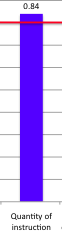 0.84
Quantity of
instruction